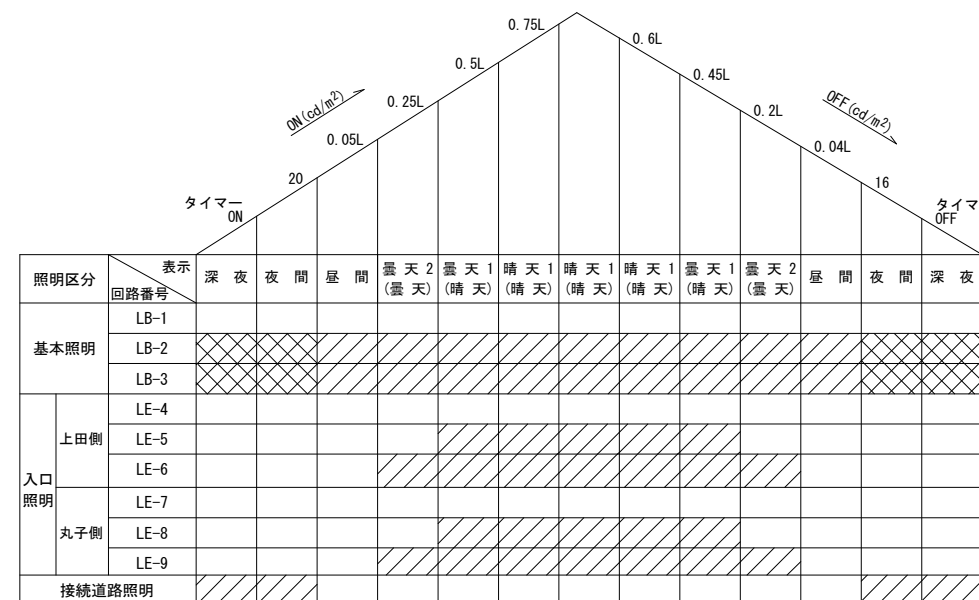 0.75L
0.6L
0.5L
0.45L
ON(cd/m2)
OFF(cd/m2)
0.25L
0.2L
0.05L
0.04L
20
16
タイマー
ON
タイマ
OFF
照明区分
表示
回路番号
深 夜
夜 間
昼 間
曇 天 2
(曇 天)
曇 天 1
(晴 天)
晴 天 1
(晴 天)
晴 天 1
(晴 天)
晴 天 1
(晴 天)
曇 天 1
(晴 天)
曇 天 2
(曇 天)
昼 間
夜 間
深 夜
基本照明
LB-1
LB-2
LB-3
入口
照明
上田側
LE-4
LE-5
LE-6
丸子側
LE-7
LE-8
LE-9
接続道路照明